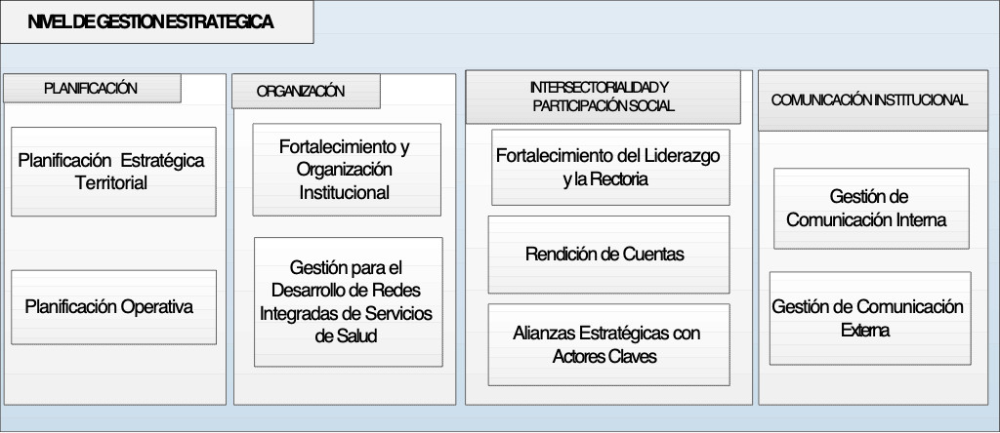 NIVEL DE GESTION ESTRATEGICA
PLANIFICACIÓN
Planificación Estratégica
Territorial
Planificación Operativa
ORGANIZACIÓN
Fortalecimiento y
Organización
Institucional
Gestión para el
Desarrollo de Redes
Integradas de Servicios
de Salud
INTERSECTORIALIDAD Y
PARTICIPACIÓN SOCIAL
Fortalecimiento del Liderazgo
y la Rectoria
Rendición de Cuentas
Alianzas Estratégicas con
Actores Claves
COMUNICACIÓN INSTITUCIONAL
Gestión de
Comunicación Interna
Gestión de Comunicación
Externa